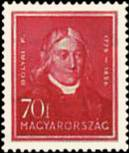 BOLYAI F.
1775-1856
70f
MAGYARORSZÁG